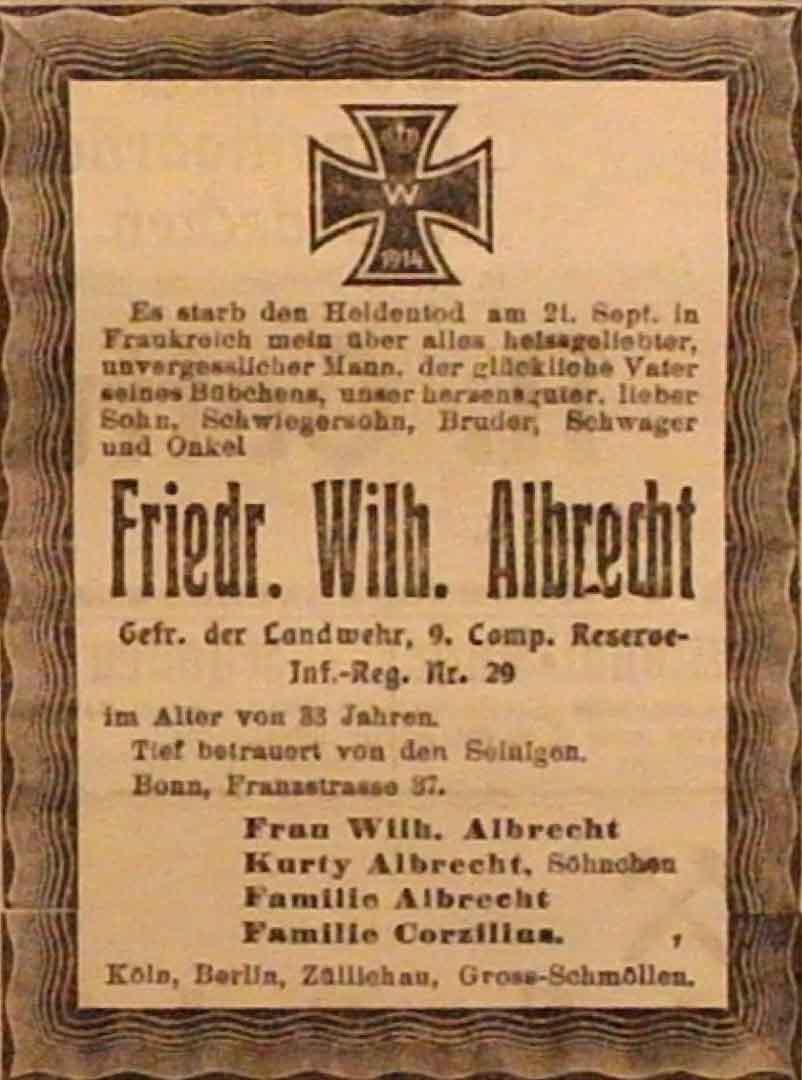 W
1914
Es starb den Heldentod am 21. Sept. in
Frankreich mein über alles heissgeliebter,
unvergesslicher Mann, der glückliche Vater
seines Bübchens, unser herzensguter, lieber
Sohn, Schwiegersohn, Bruder, Schwager
und Onkel
Friedr. Wilh. Albrecht
Gefr. der Landwehr, 9. Comp. Reserve-
Inf.-Reg. Nr. 29
im Alter von 33 Jahren.
Tief betrauert von den Seinigen.
Bonn, Franzstrasse 37.
Frau Wilh. Albrecht
Kurty Albrecht, Söhnchen
Familie Albrecht
Familie Corzilius.
Köln, Berlin, Züllichau, Gross-Schmöllen.